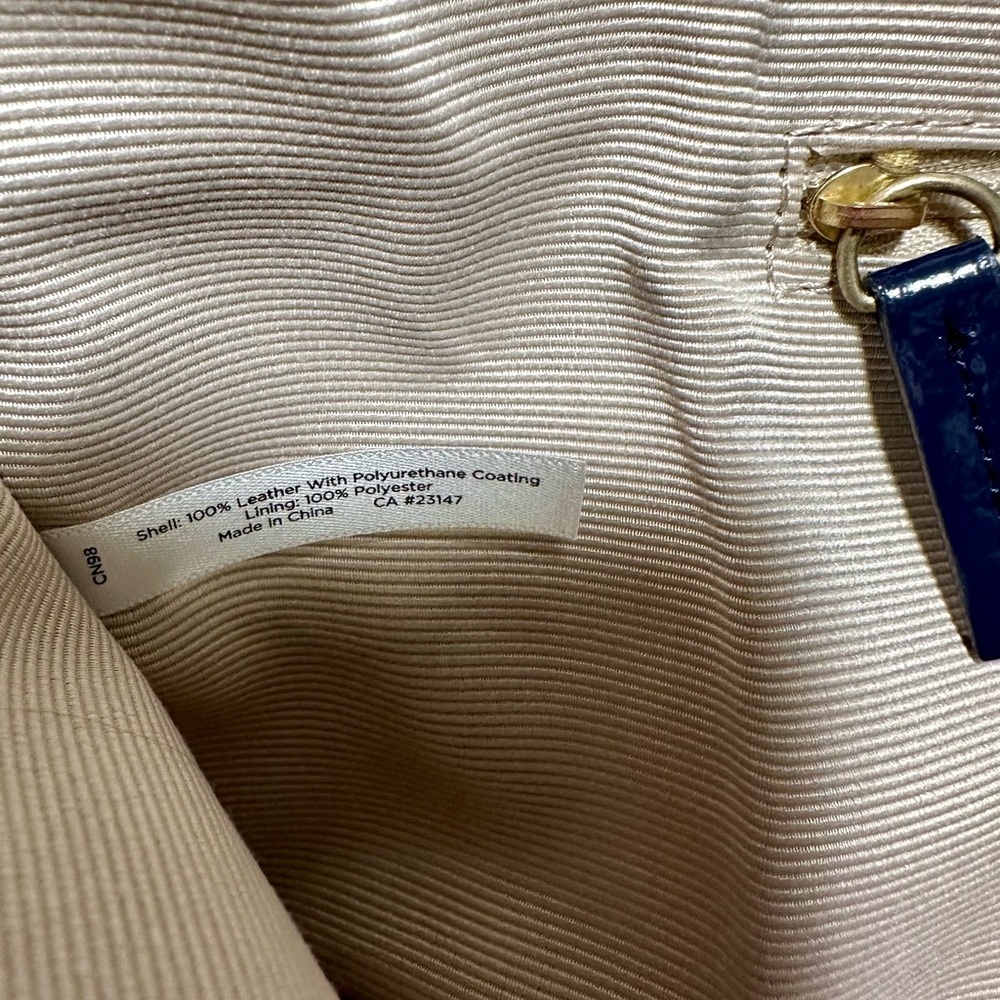 Shell: 100% Leather With Polyurethane Coating
Lining: 100% Polyester
Made In China CA #23147
CN98